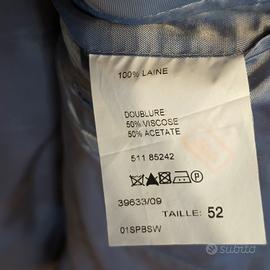 100% LAINE
DOUBLURE
50% VISCOSE
50% ACETATE
511 85242
P
39633/09
TAILLE: 52
01SPBSW
subito